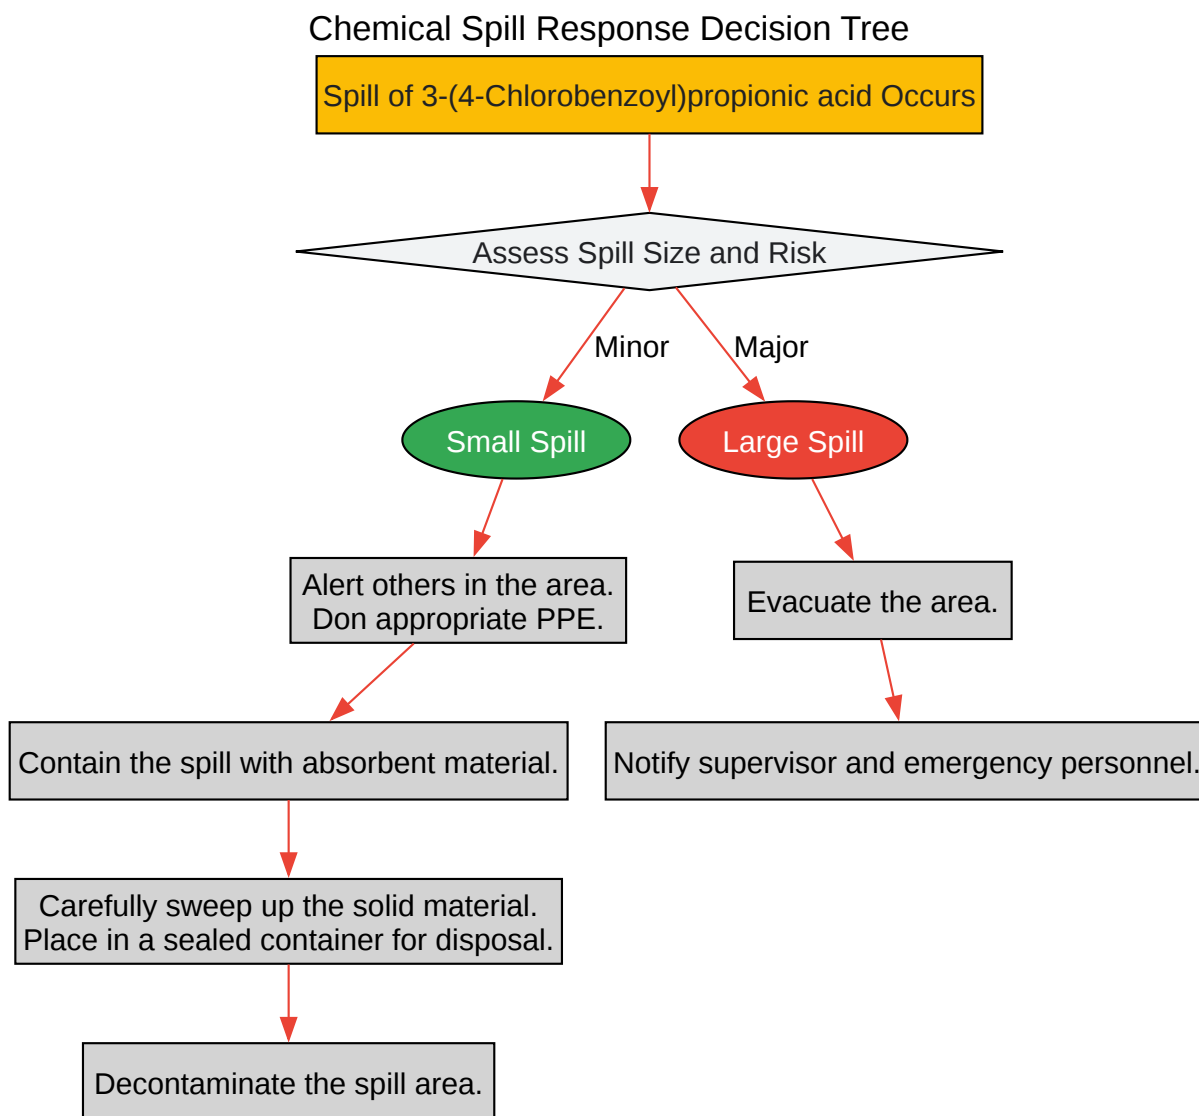 Chemical Spill Response Decision Tree
Spill of 3-(4-Chlorobenzoyl)propionic acid Occurs
Assess Spill Size and Risk
Minor
Major
Small Spill
Large Spill
Alert others in the area.
Don appropriate PPE.
Evacuate the area.
Contain the spill with absorbent material.
Notify supervisor and emergency personnel.
Carefully sweep up the solid material.
Place in a sealed container for disposal.
Decontaminate the spill area.